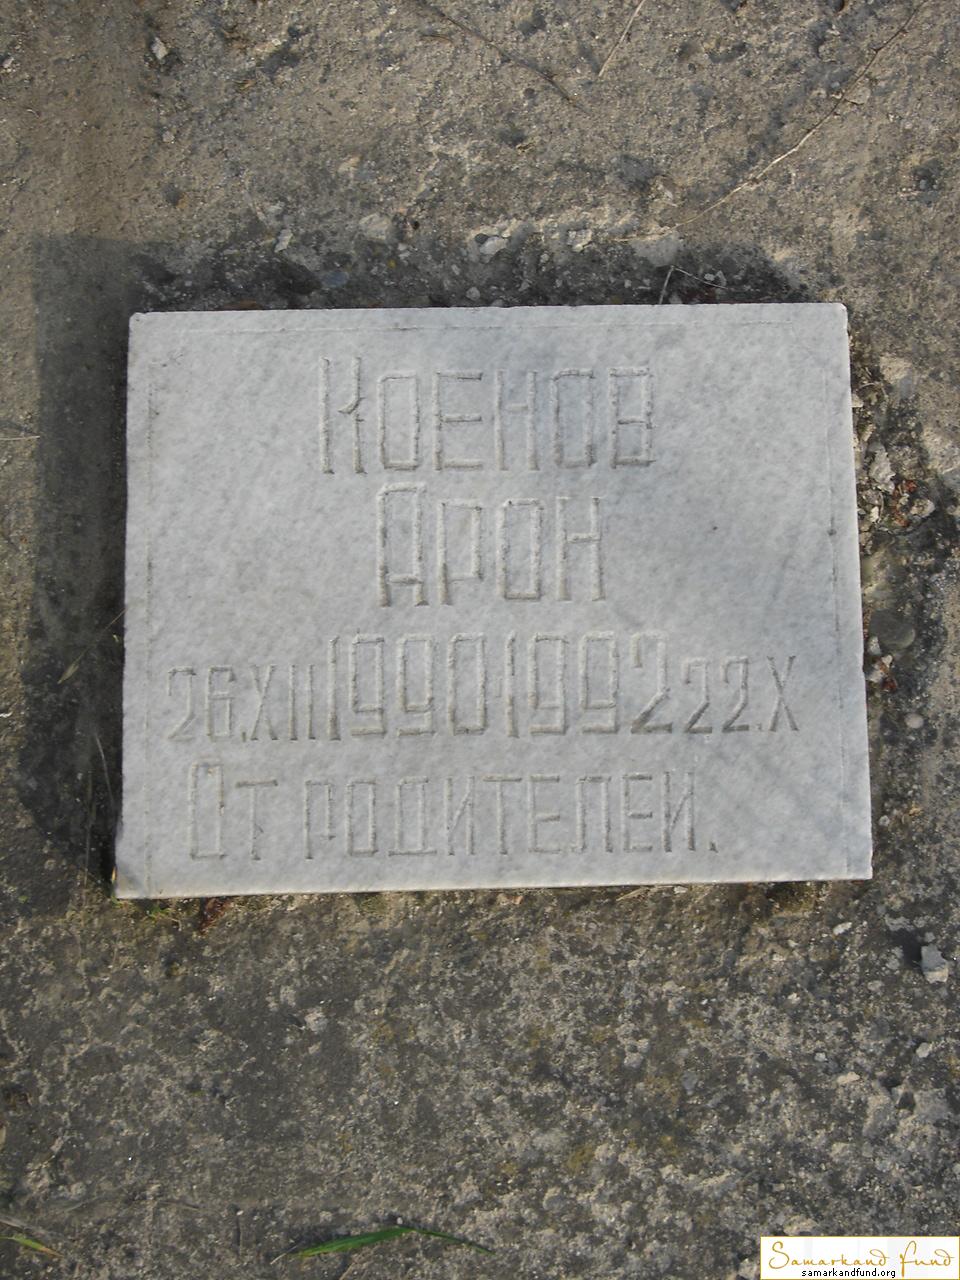 Коенов
Арон
26.XII 1990-1992 22.X
От родителей.
Samarkand fund
samarkandfund.org